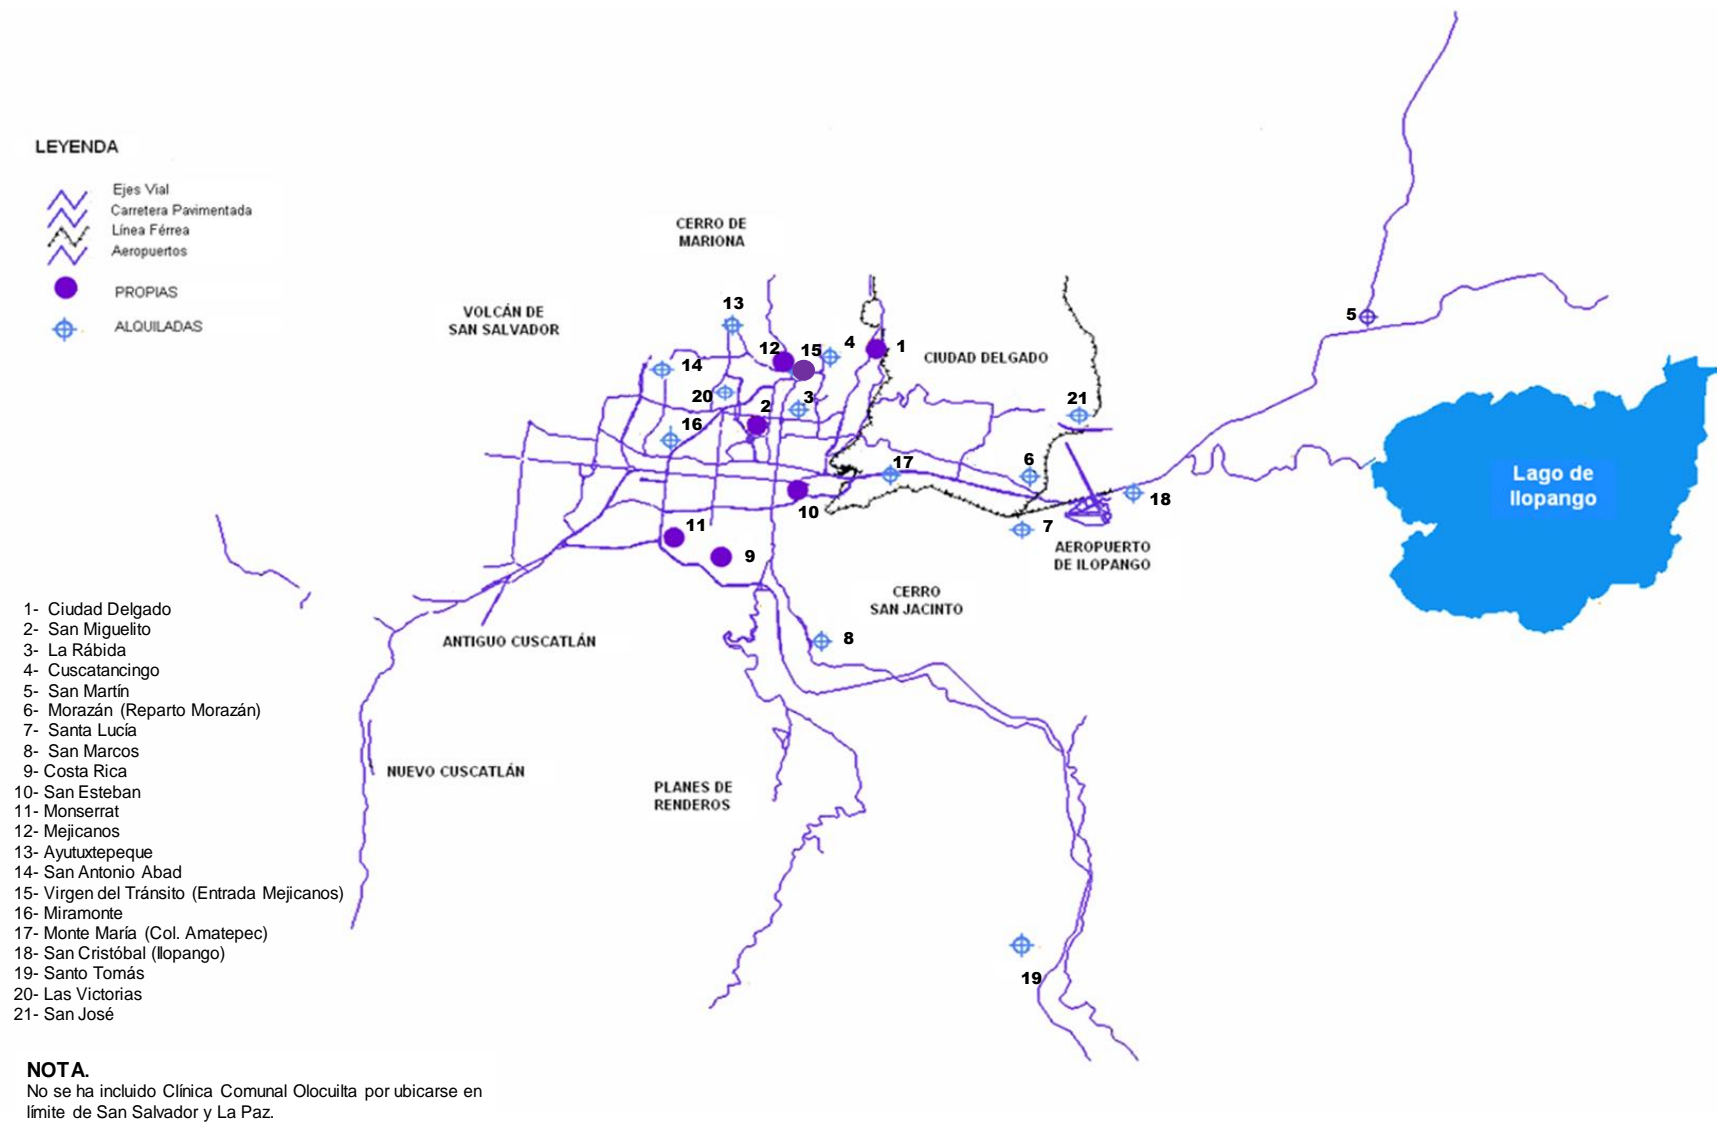 LEYENDA
Ejes Vial
Carretera Pavimentada
Línea Férrea
Aeropuertos
PROPIAS
ALQUILADAS
CERRO DE
MARIONA
VOLCÁN DE
SAN SALVADOR
13
12
15
4
1
CIUDAD DELGADO
5
14
20
2
3
21
16
17
6
18
10
7
11
9
AEROPUERTO
DE ILOPANGO
Lago de
Ilopango
CERRO
SAN JACINTO
8
ANTIGUO CUSCATLÁN
NUEVO CUSCATLÁN
PLANES DE
RENDEROS
19
1- Ciudad Delgado
2- San Miguelito
3- La Rábida
4- Cuscatancingo
5- San Martín
6- Morazán (Reparto Morazán)
7- Santa Lucía
8- San Marcos
9- Costa Rica
10- San Esteban
11- Monserrat
12- Mejicanos
13- Ayutuxtepeque
14- San Antonio Abad
15- Virgen del Tránsito (Entrada Mejicanos)
16- Miramonte
17- Monte María (Col. Amatepec)
18- San Cristóbal (Ilopango)
19- Santo Tomás
20- Las Victorias
21- San José
NOTA.
No se ha incluido Clínica Comunal Olocuilta por ubicarse en
límite de San Salvador y La Paz.